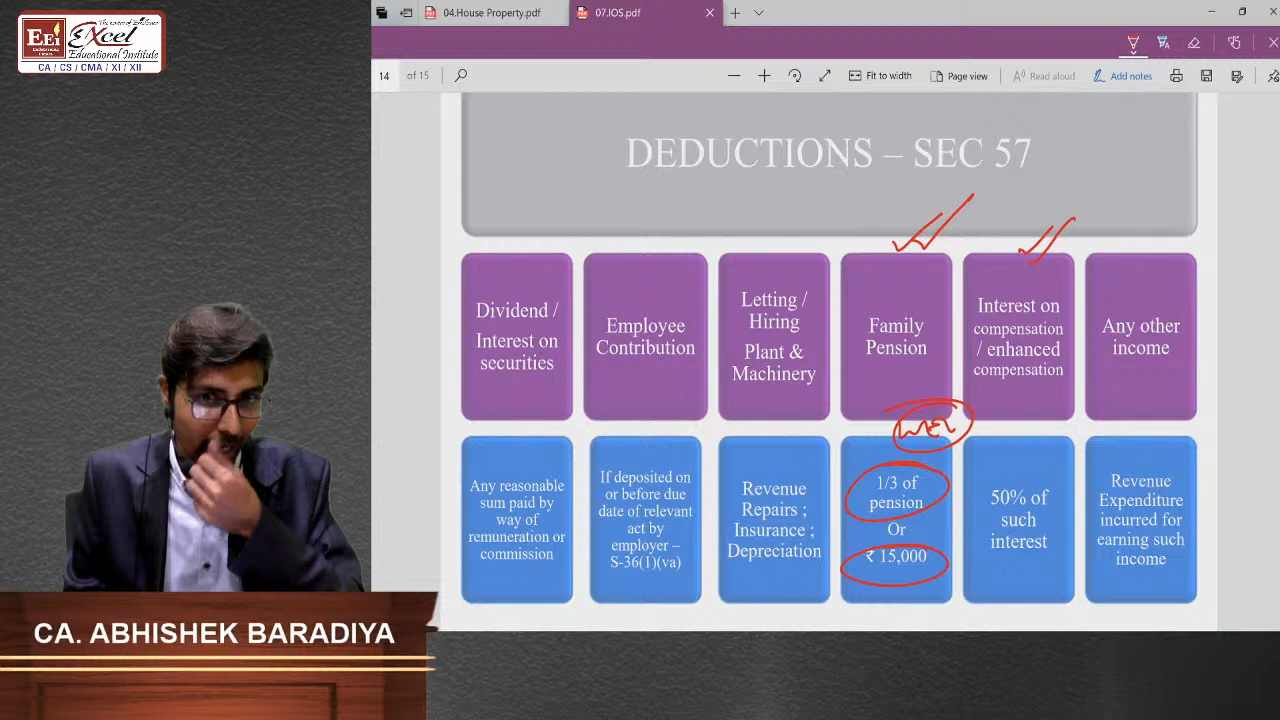 The centre of Excellence
EEi
Excel
Educational Institute
CA / CS / CMA / XI / XII
04.House Property.pdf
07.IOS.pdf
14 of 15
Fit to width
Page view
Read aloud
Add notes
DEDUCTIONS – SEC 57
Dividend /
Interest on
securities
Employee
Contribution
Letting /
Hiring
Plant &
Machinery
Family
Pension
Interest on
compensation
/ enhanced
compensation
Any other
income
Any reasonable
sum paid by
way of
remuneration or
commission
If deposited on
or before due
date of relevant
act by
employer –
S-36(1)(va)
Revenue
Repairs ;
Insurance ;
Depreciation
1/3 of
pension
Or
₹ 15,000
50% of
such
interest
Revenue
Expenditure
incurred for
earning such
income
CA. ABHISHEK BARADIYA